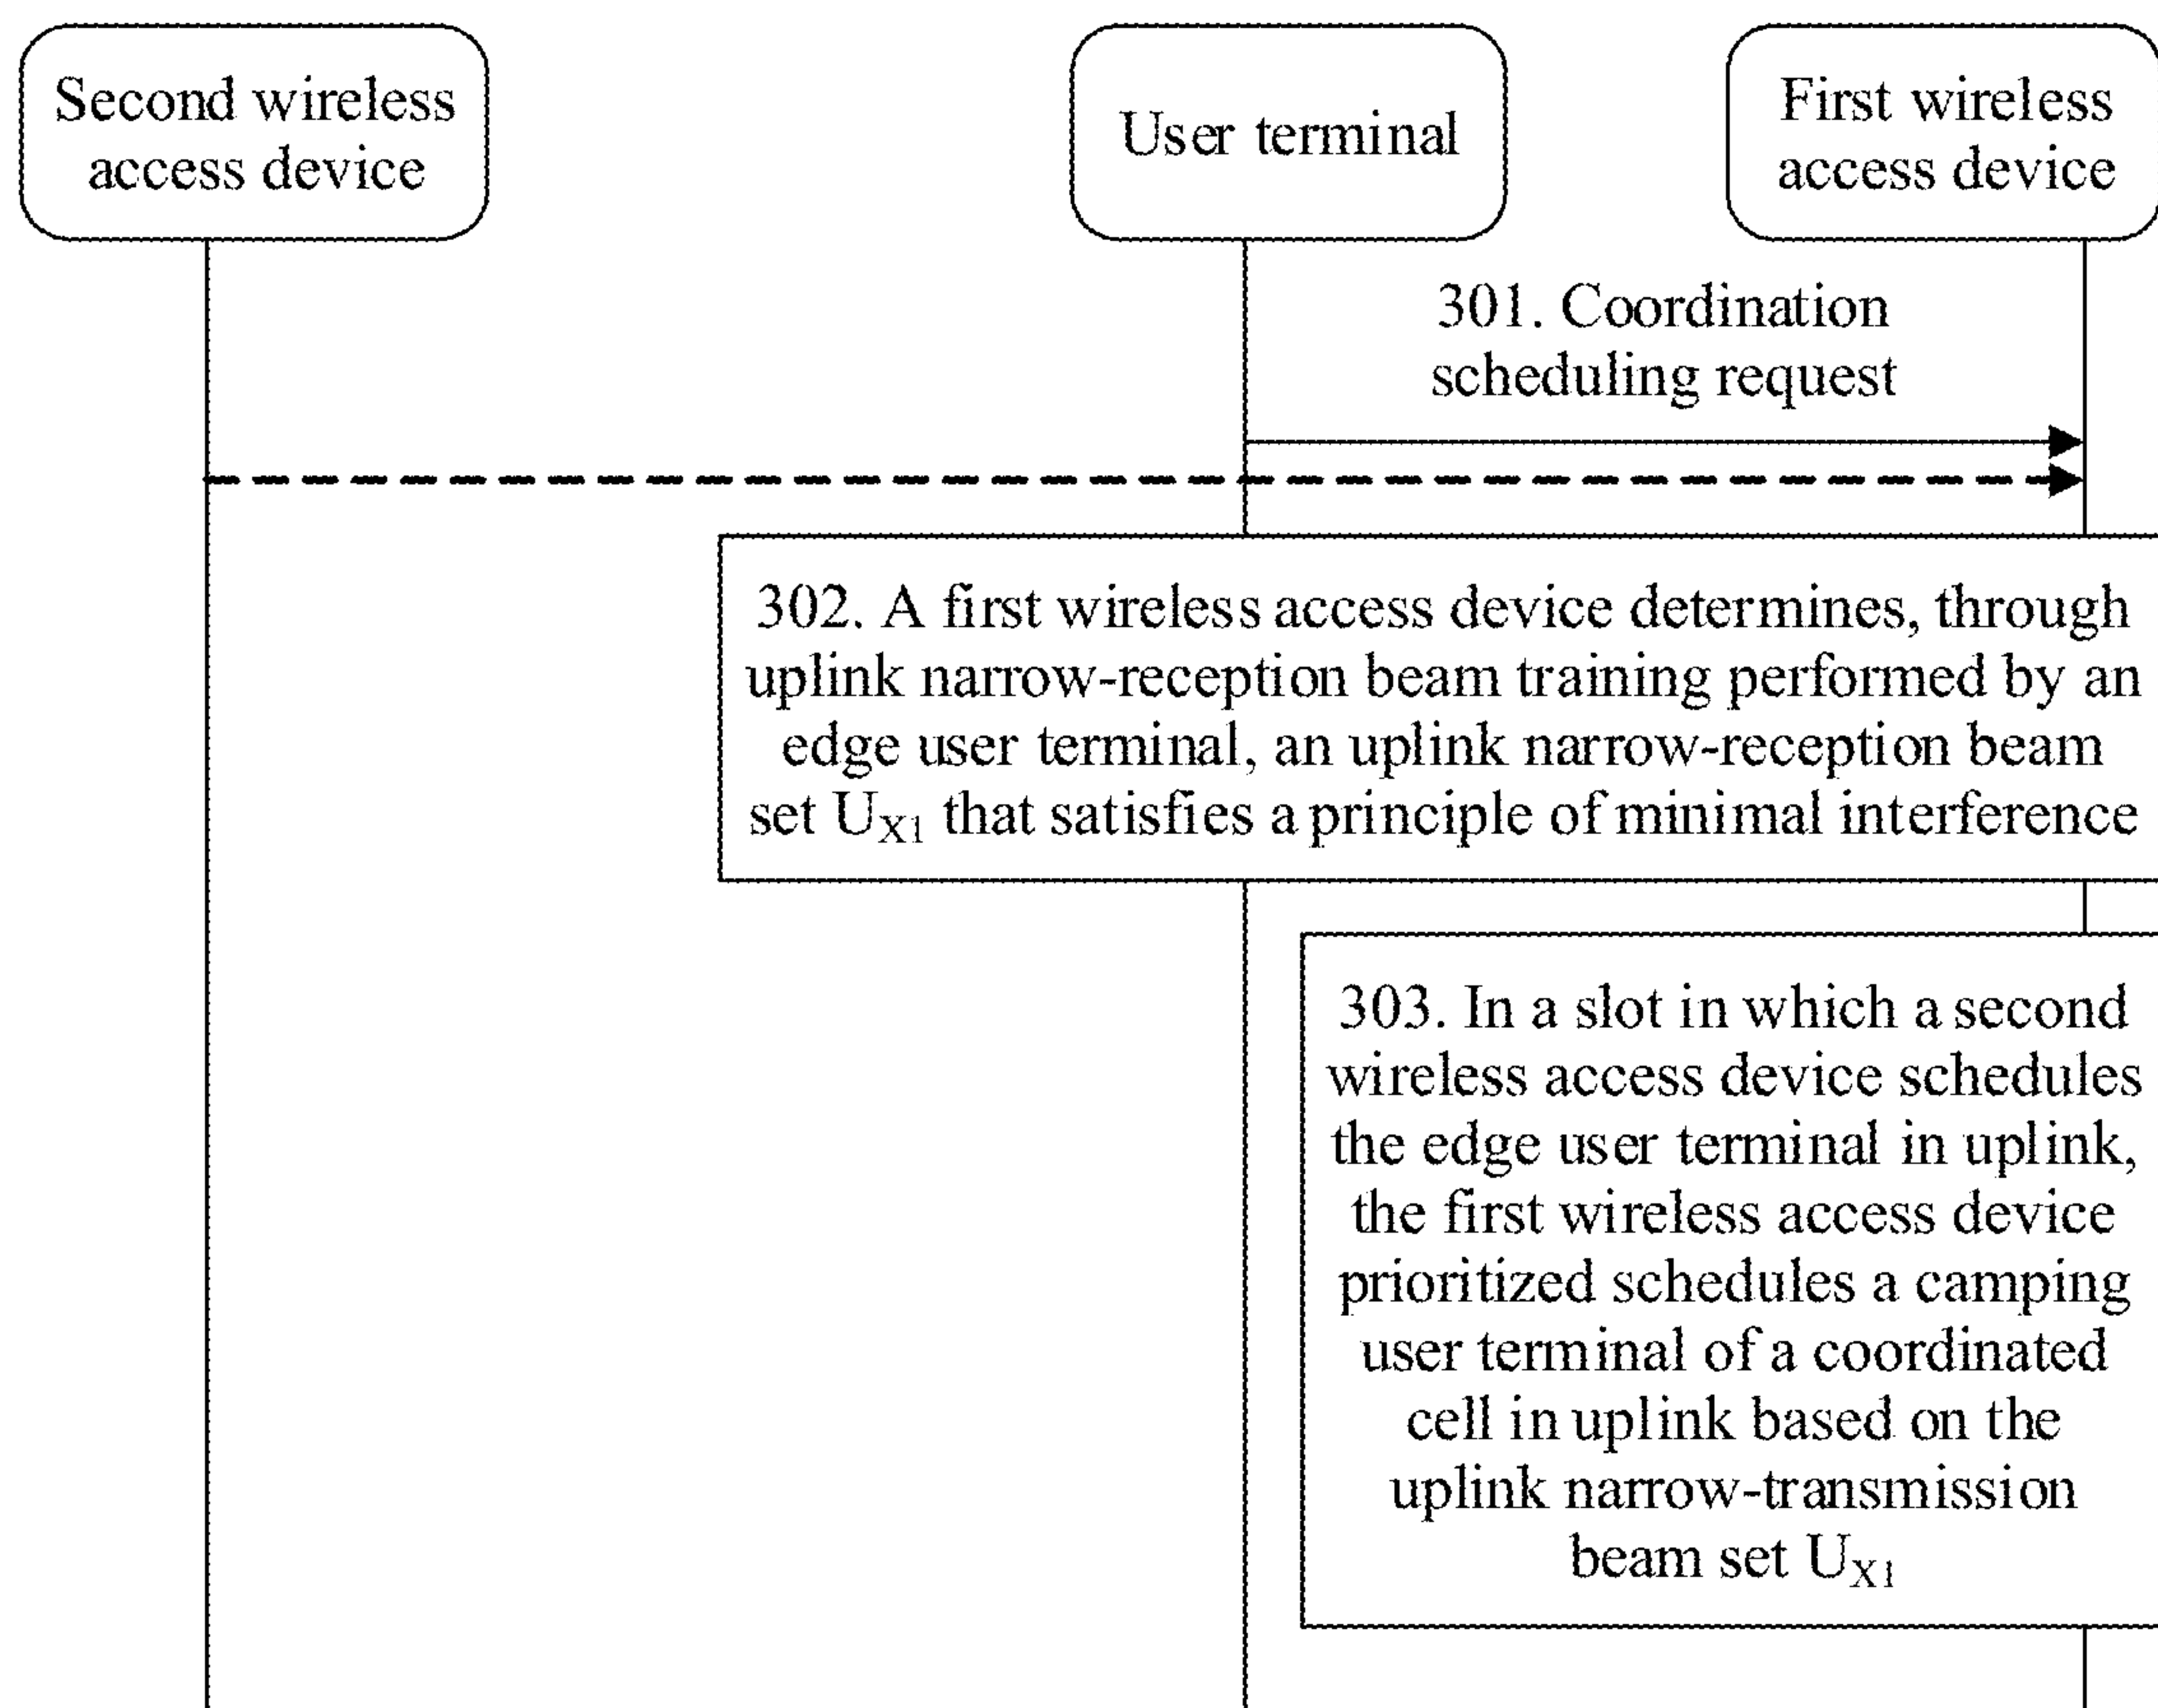 Second wireless
access device
User terminal
First wireless
access device
301. Coordination
scheduling request
302. A first wireless access device determines, through
uplink narrow-reception beam training performed by an
edge user terminal, an uplink narrow-reception beam
set U_X1 that satisfies a principle of minimal interference
303. In a slot in which a second
wireless access device schedules
the edge user terminal in uplink,
the first wireless access device
prioritized schedules a camping
user terminal of a coordinated
cell in uplink based on the
uplink narrow-transmission
beam set U_X1